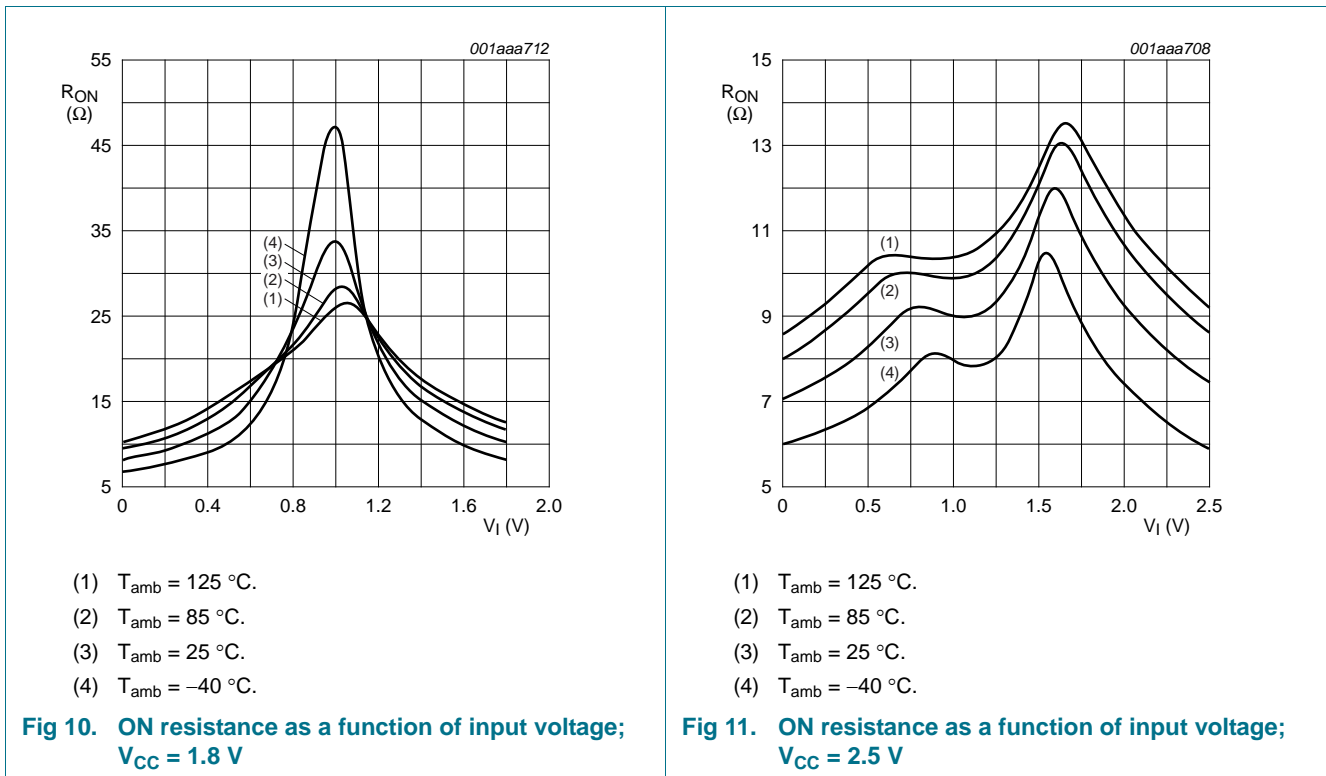 001aaa712
55
45
35
25
15
5
RON
(Ω)
(4)
(3)
(2)
(1)
0
0.4
0.8
1.2
1.6
2.0
VI (V)
(1) Tamb = 125 °C.
(2) Tamb = 85 °C.
(3) Tamb = 25 °C.
(4) Tamb = −40 °C.
Fig 10. ON resistance as a function of input voltage;
VCC = 1.8 V
001aaa708
15
13
11
9
7
5
RON
(Ω)
(1)
(2)
(3)
(4)
0
0.5
1.0
1.5
2.0
2.5
VI (V)
(1) Tamb = 125 °C.
(2) Tamb = 85 °C.
(3) Tamb = 25 °C.
(4) Tamb = −40 °C.
Fig 11. ON resistance as a function of input voltage;
VCC = 2.5 V